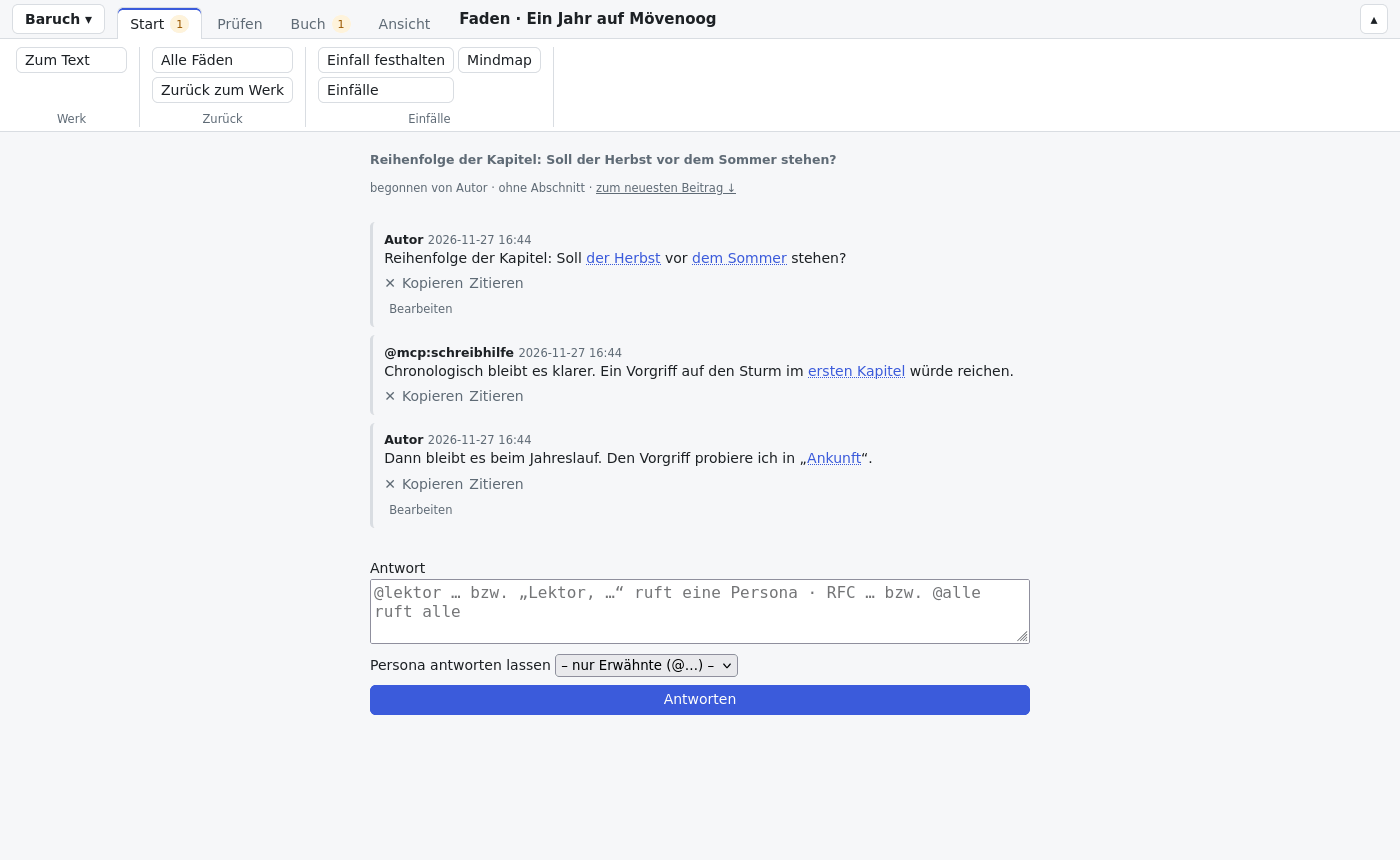 Baruch ▾
Start 1
Prüfen
Buch 1
Ansicht
Faden · Ein Jahr auf Mövenoog
▴
Zum Text
Alle Fäden
Einfall festhalten
Mindmap
Zurück zum Werk
Einfälle
Werk
Zurück
Einfälle
Reihenfolge der Kapitel: Soll der Herbst vor dem Sommer stehen?
begonnen von Autor · ohne Abschnitt · zum neuesten Beitrag ↓
Autor 2026-11-27 16:44
Reihenfolge der Kapitel: Soll der Herbst vor dem Sommer stehen?
✕ Kopieren Zitieren
Bearbeiten
@mcp:schreibhilfe 2026-11-27 16:44
Chronologisch bleibt es klarer. Ein Vorgriff auf den Sturm im ersten Kapitel würde reichen.
✕ Kopieren Zitieren
Autor 2026-11-27 16:44
Dann bleibt es beim Jahreslauf. Den Vorgriff probiere ich in „Ankunft“.
✕ Kopieren Zitieren
Bearbeiten
Antwort
@lektor … bzw. „Lektor, …“ ruft eine Persona · RFC … bzw. @alle
ruft alle
Persona antworten lassen – nur Erwähnte (@…) –
Antworten